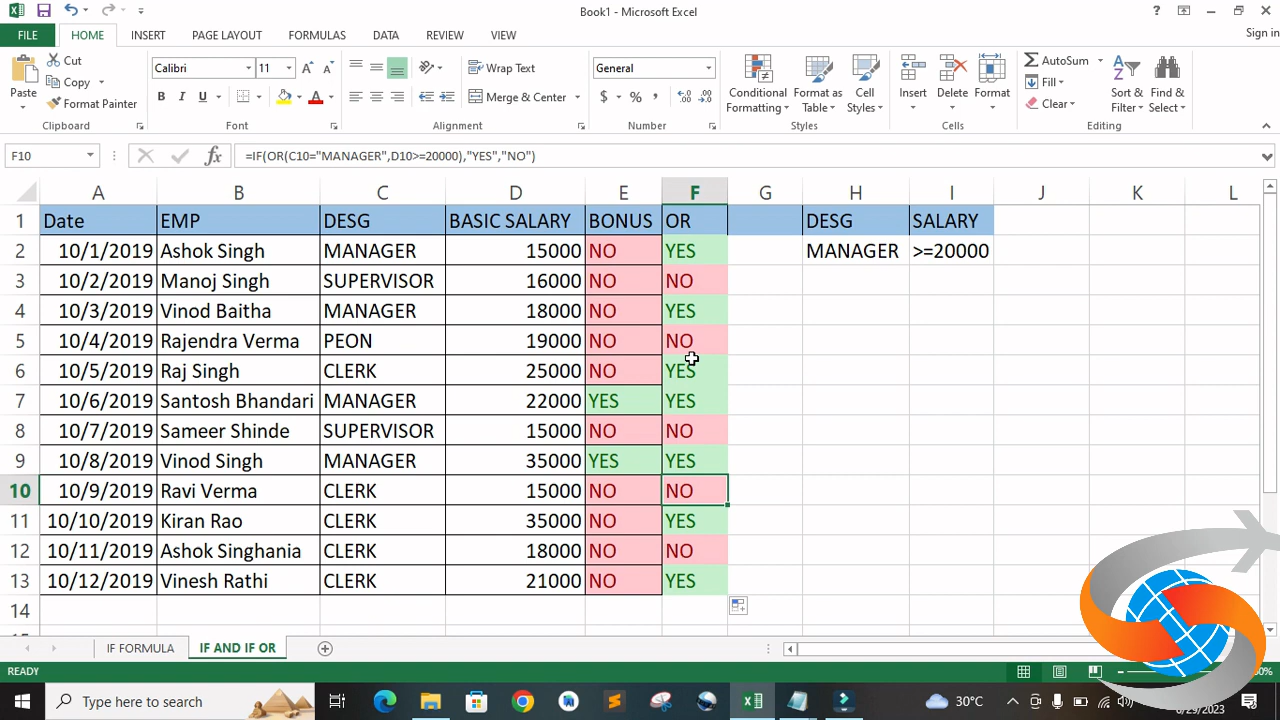 Book1 - Microsoft Excel
FILE HOME INSERT PAGE LAYOUT FORMULAS DATA REVIEW VIEW Sign in
Paste
Cut
Copy
Format Painter
Clipboard
Calibri 11
B I U
Font
Wrap Text
Merge & Center
Alignment
General
$ % ,
Number
Conditional Formatting
Format as Table
Cell Styles
Styles
Insert
Delete
Format
Cells
AutoSum
Fill
Clear
Sort & Filter
Find & Select
Editing
F10 fx =IF(OR(C10="MANAGER",D10>=20000),"YES","NO")
A B C D E F G H I J K L
1 Date EMP DESG BASIC SALARY BONUS OR DESG SALARY
2 10/1/2019 Ashok Singh MANAGER 15000 NO YES MANAGER >=20000
3 10/2/2019 Manoj Singh SUPERVISOR 16000 NO NO
4 10/3/2019 Vinod Baitha MANAGER 18000 NO YES
5 10/4/2019 Rajendra Verma PEON 19000 NO NO
6 10/5/2019 Raj Singh CLERK 25000 NO YES
7 10/6/2019 Santosh Bhandari MANAGER 22000 YES YES
8 10/7/2019 Sameer Shinde SUPERVISOR 15000 NO NO
9 10/8/2019 Vinod Singh MANAGER 35000 YES YES
10 10/9/2019 Ravi Verma CLERK 15000 NO NO
11 10/10/2019 Kiran Rao CLERK 35000 NO YES
12 10/11/2019 Ashok Singhania CLERK 18000 NO NO
13 10/12/2019 Vinesh Rathi CLERK 21000 NO YES
14
IF FORMULA IF AND IF OR
READY
Type here to search 30°C